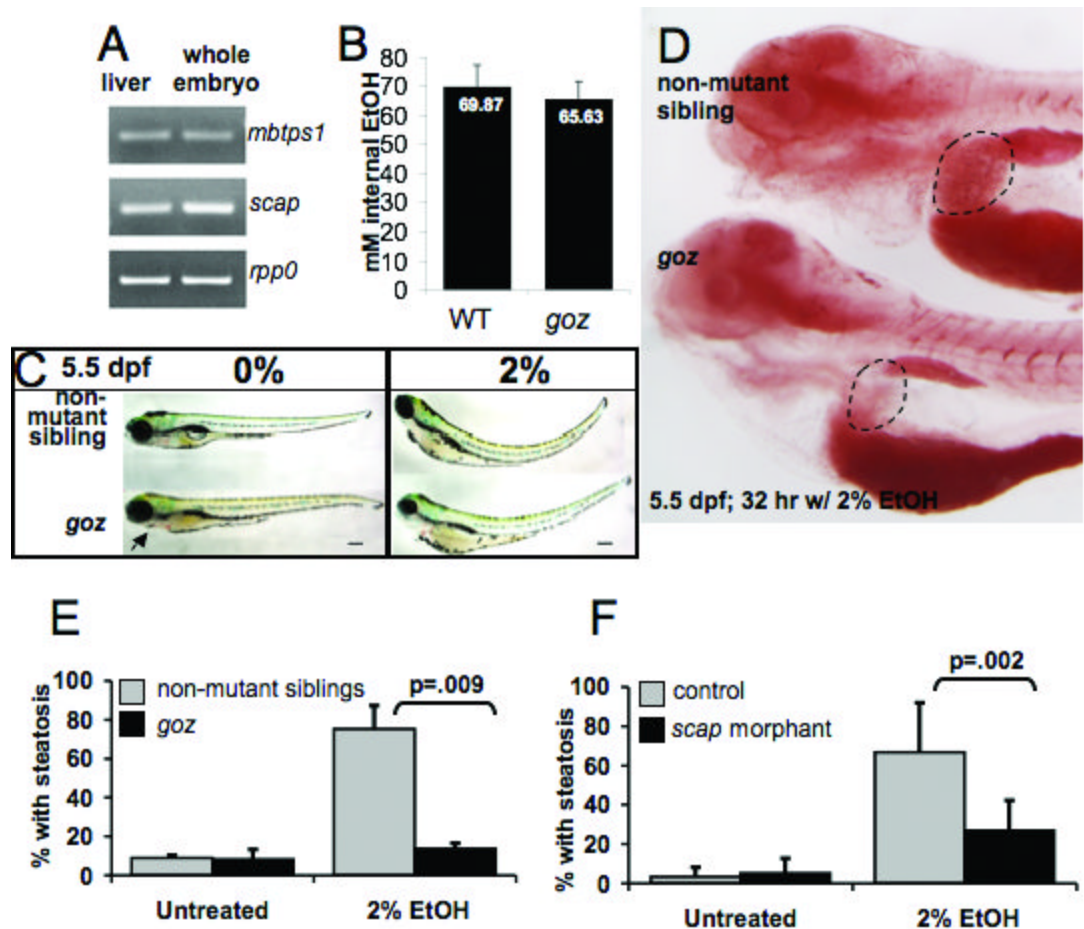 A
liver
whole
embryo
mbtps1
scap
rpp0
B
mM internal EtOH
80
70
60
50
40
30
20
10
0
69.87
65.63
WT
goz
C
5.5 dpf
0%
2%
non-
mutant
sibling
goz
D
non-mutant
sibling
goz
5.5 dpf; 32 hr w/ 2% EtOH
E
% with steatosis
100
80
60
40
20
0
non-mutant siblings
goz
p=.009
Untreated
2% EtOH
F
% with steatosis
100
80
60
40
20
0
control
scap morphant
p=.002
Untreated
2% EtOH